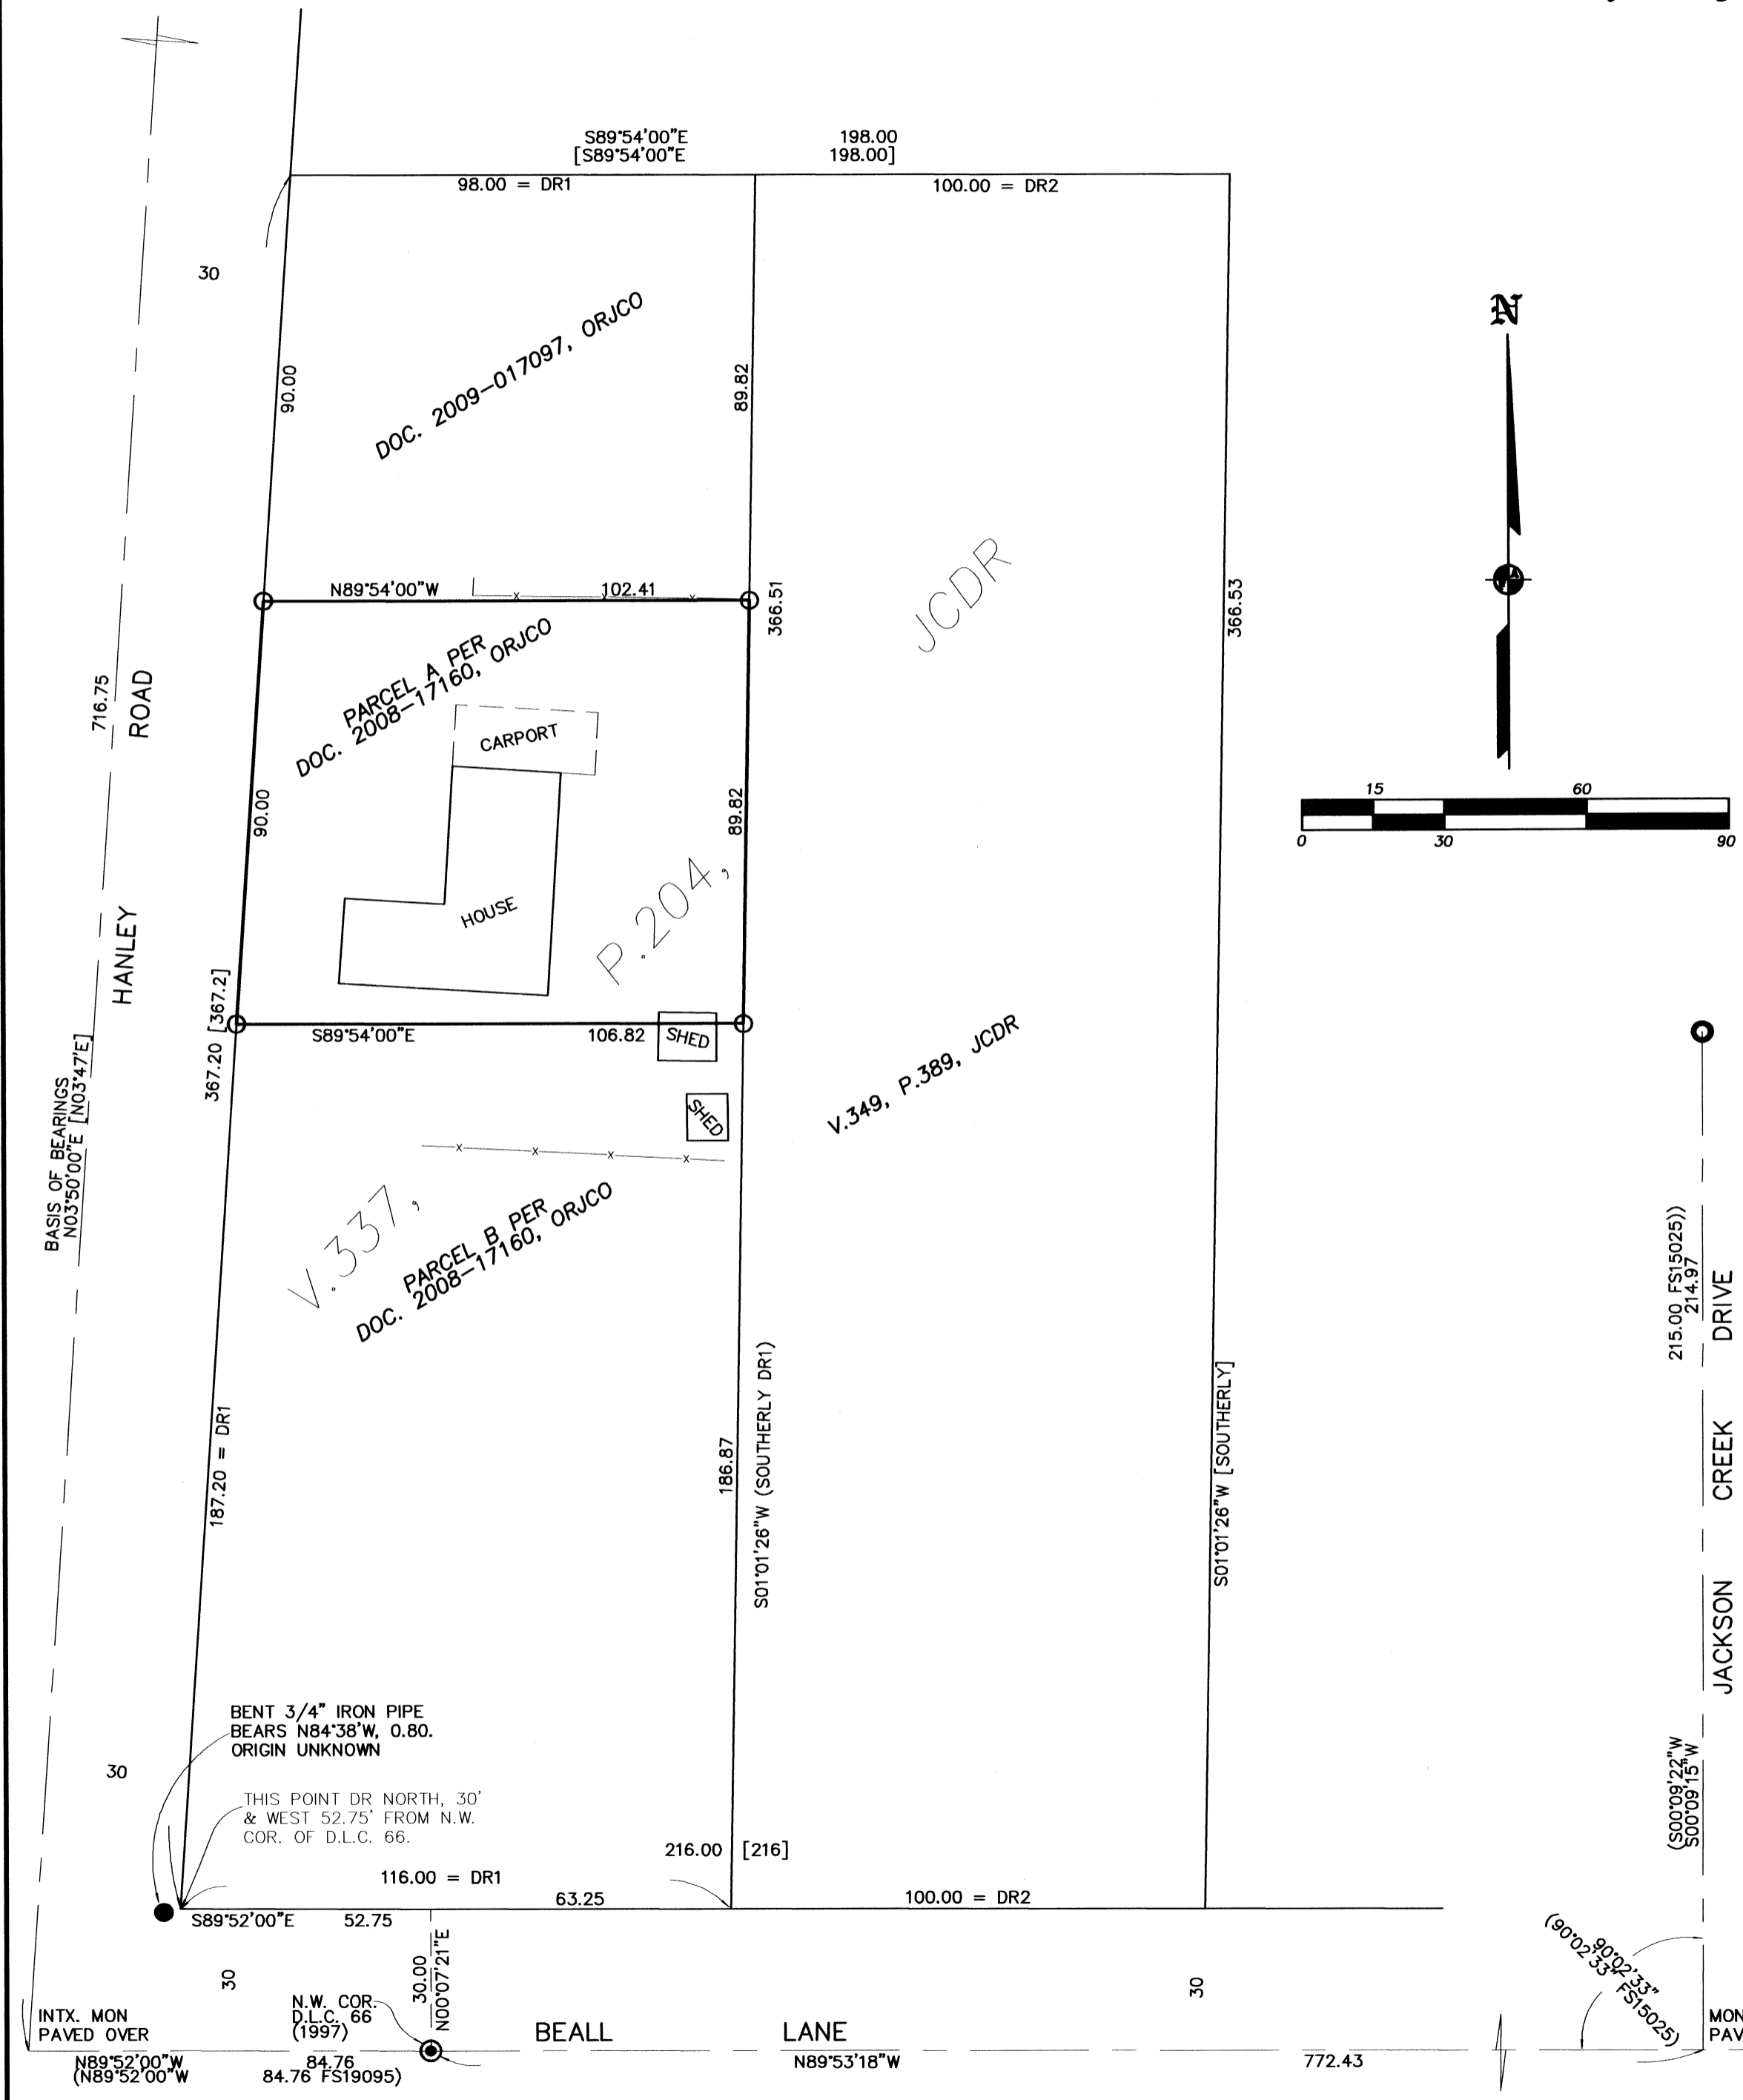 S89°54'00"E 198.00
[S89°54'00"E 198.00]
98.00 = DR1
100.00 = DR2
30
90.00
DOC. 2009-017097, ORJCO
89.82
N
N89°54'00"W
102.41
366.51
366.53
JCDR
PARCEL A PER
DOC. 2008-17160, ORJCO
716.75
HANLEY ROAD
CARPORT
90.00
89.82
HOUSE
P.204,
15 60
0 30 90
367.20 [367.2]
S89°54'00"E
106.82
SHED
SHED
V.349, P.389, JCDR
BASIS OF BEARINGS
N03°50'00"E [N03°47'E]
V.337,
PARCEL B PER
DOC. 2008-17160, ORJCO
187.20 = DR1
186.87
S01°01'26"W (SOUTHERLY DR1)
S01°01'26"W [SOUTHERLY]
215.00 FS15025))
214.97
JACKSON CREEK DRIVE
(S00°09'22"W
S00°09'15"W
BENT 3/4" IRON PIPE
BEARS N84°38'W, 0.80.
ORIGIN UNKNOWN
30
THIS POINT DR NORTH, 30'
& WEST 52.75' FROM N.W.
COR. OF D.L.C. 66.
216.00 [216]
116.00 = DR1
63.25
100.00 = DR2
S89°52'00"E
52.75
30
30.00
N00°07'21"E
30
90°02'33"
(90°02'33" FS15025)
INTX. MON
PAVED OVER
N.W. COR.
D.L.C. 66
(1997)
BEALL LANE
MON
PAV
N89°52'00"W 84.76
(N89°52'00"W 84.76 FS19095)
N89°53'18"W
772.43